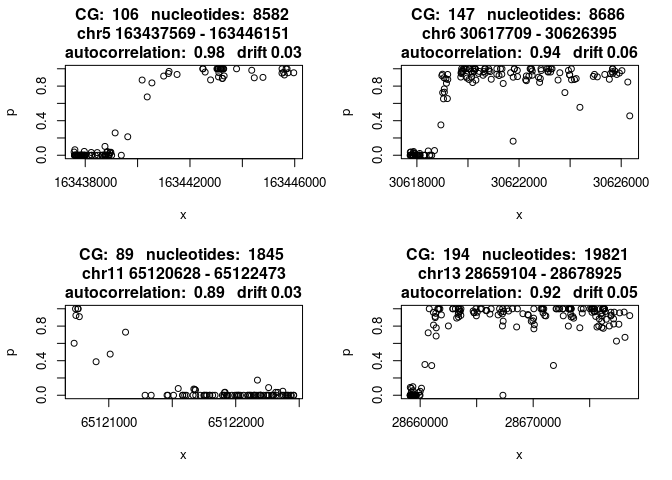 CG: 106 nucleotides: 8582
chr5 163437569 - 163446151
autocorrelation: 0.98 drift 0.03
p
0.0 0.4 0.8
163438000 163442000 163446000
x
CG: 147 nucleotides: 8686
chr6 30617709 - 30626395
autocorrelation: 0.94 drift 0.06
p
0.0 0.4 0.8
30618000 30622000 30626000
x
CG: 89 nucleotides: 1845
chr11 65120628 - 65122473
autocorrelation: 0.89 drift 0.03
p
0.0 0.4 0.8
65121000 65122000
x
CG: 194 nucleotides: 19821
chr13 28659104 - 28678925
autocorrelation: 0.92 drift 0.05
p
0.0 0.4 0.8
28660000 28670000
x